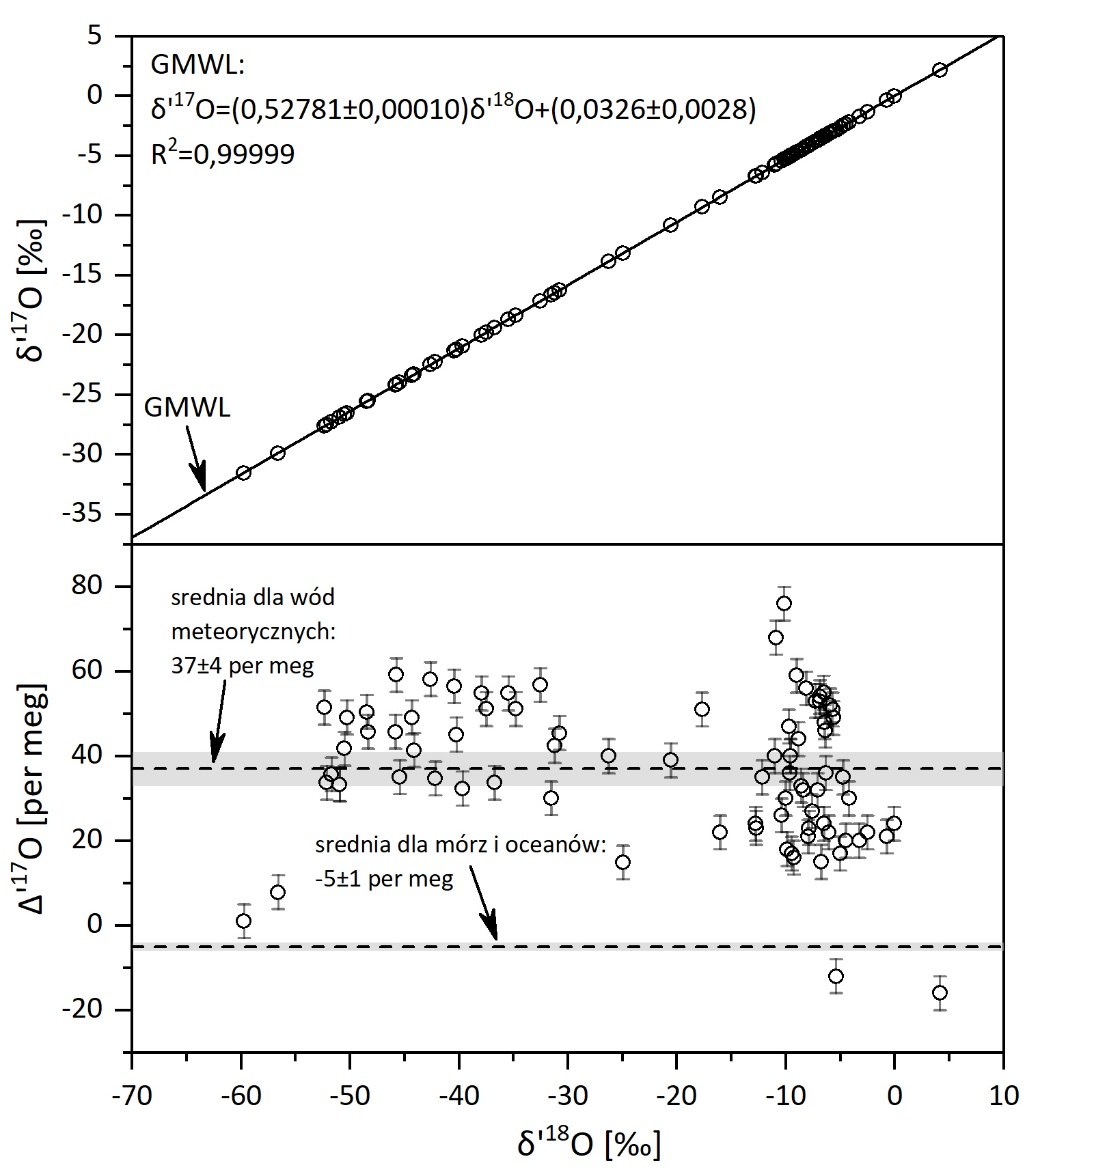 GMWL:
δ'¹⁷O=(0,52781±0,00010)δ'¹⁸O+(0,0326±0,0028)
R²=0,99999
GMWL
5
0
-5
-10
-15
-20
-25
-30
-35
δ'¹⁷O [‰]
srednia dla wód
meteorycznych:
37±4 per meg
srednia dla mórz i oceanów:
-5±1 per meg
80
60
40
20
0
-20
Δ'¹⁷O [per meg]
-70 -60 -50 -40 -30 -20 -10 0 10
δ'¹⁸O [‰]